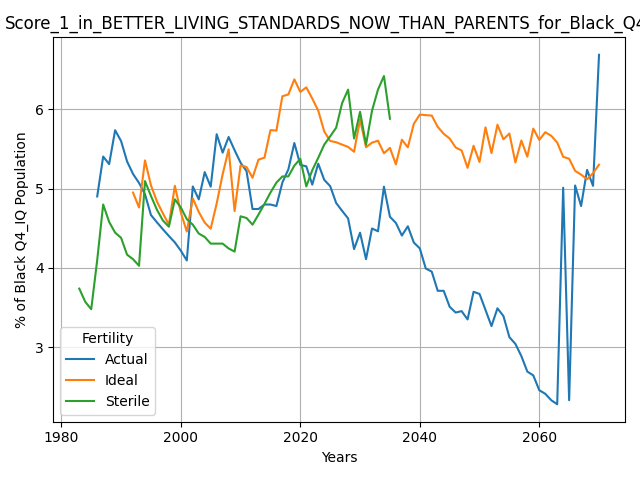 Score_1_in_BETTER_LIVING_STANDARDS_NOW_THAN_PARENTS_for_Black_Q4
% of Black Q4_IQ Population
6
5
4
3
Fertility
Actual
Ideal
Sterile
1980 2000 2020 2040 2060
Years